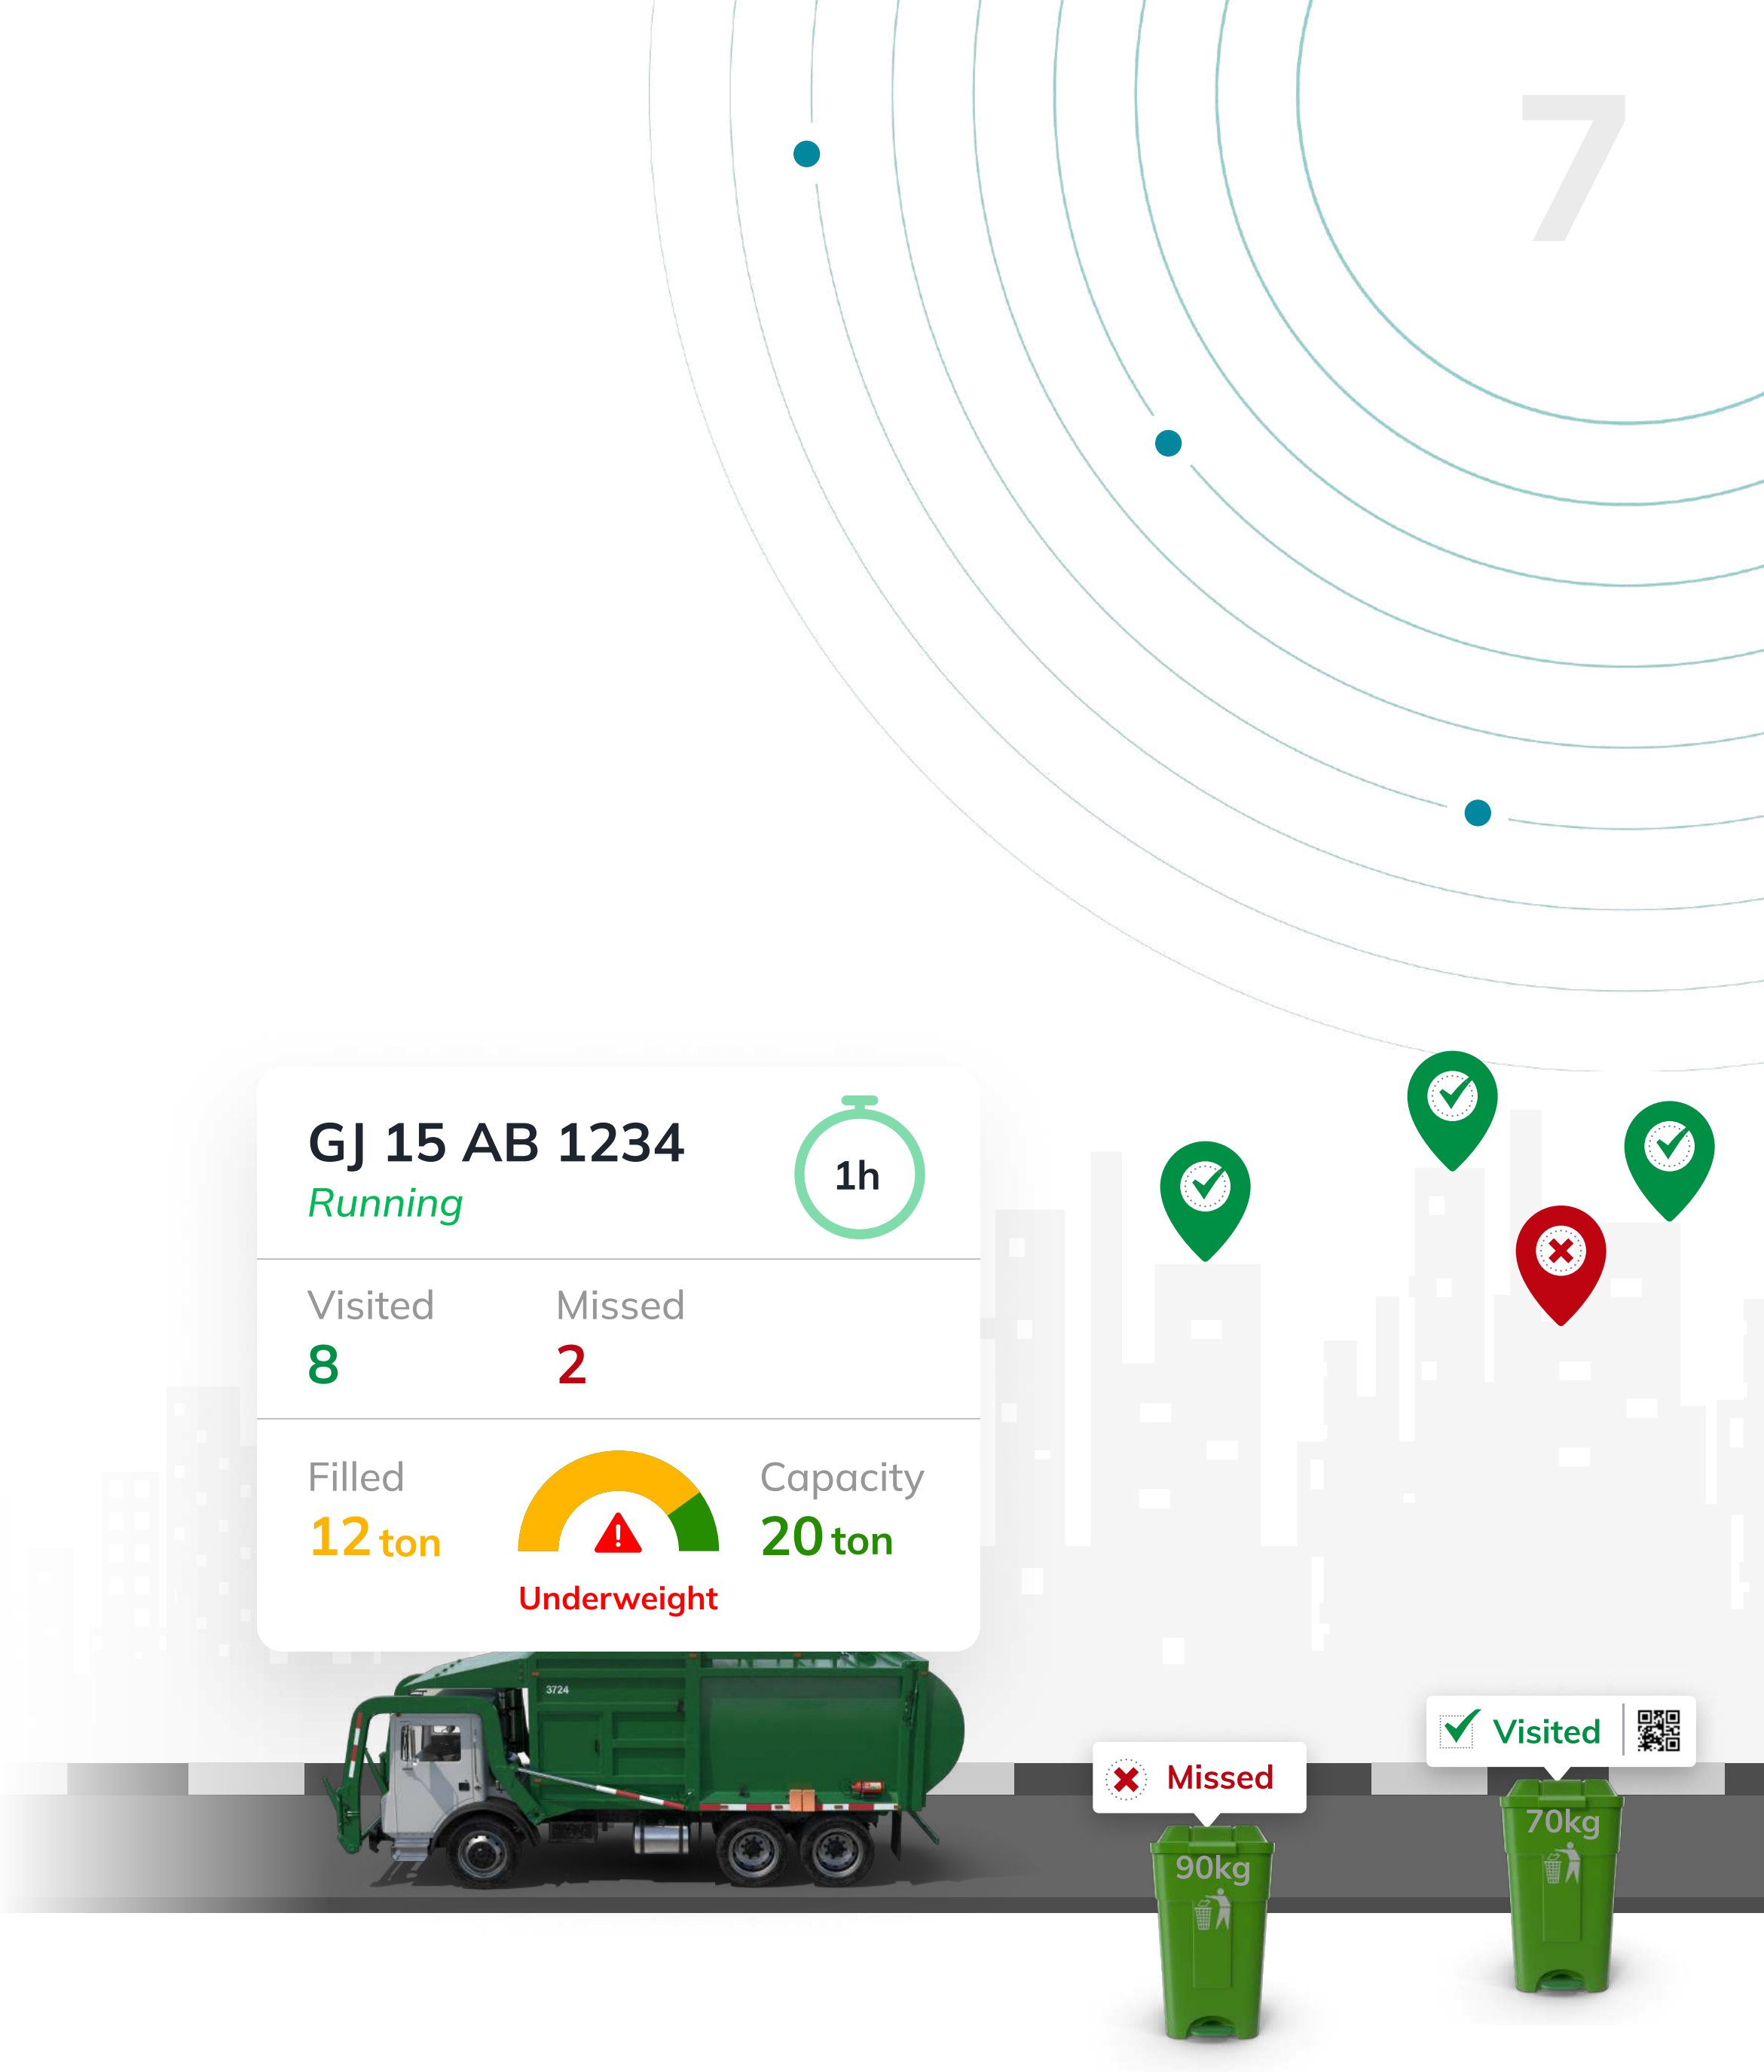 7
GJ 15 AB 1234
Running
1h
Visited
8
Missed
2
Filled
12 ton
Capacity
20 ton
Underweight
3724
Missed
90kg
Visited
70kg